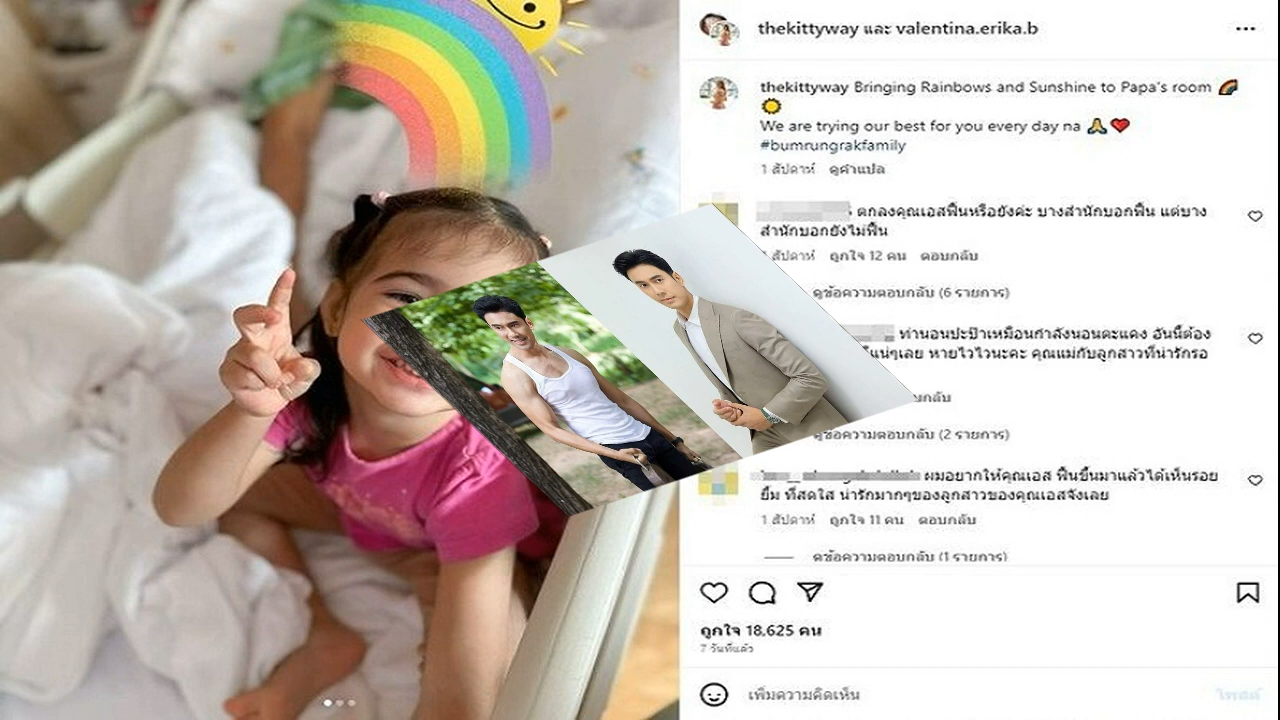 thekittyway และ valentina.erika.b
thekittyway Bringing Rainbows and Sunshine to Papa's room 🌈
🌞
We are trying our best for you every day na 🙏❤️
#bumrungrakfamily
1 สัปดาห์ ดูคำแปล
ตกลงคุณเอสฟื้นหรือยังค่ะ บางสำนักบอกฟื้น แต่บาง
สำนักบอกยังไม่ฟื้น
สัปดาห์ ถูกใจ 12 คน ตอบกลับ
ดูข้อความตอบกลับ (6 รายการ)
ท่านอนปะป๊าเหมือนกำลังนอนตะแคง อันนี้ต้อง
แน่ๆเลย หายไวไวนะคะ คุณแม่กับลูกสาวที่น่ารักรอ
ดูข้อความตอบกลับ (2 รายการ)
ผมอยากให้คุณเอส ฟื้นขึ้นมาแล้วได้เห็นรอย
ยิ้ม ที่สดใส น่ารักมากๆของลูกสาวของคุณเอสจังเลย
1 สัปดาห์ ถูกใจ 11 คน ตอบกลับ
ดูข้อความตอบกลับ (1 รายการ)
ถูกใจ 18,625 คน
7 วันที่แล้ว
เพิ่มความคิดเห็น
โพสต์